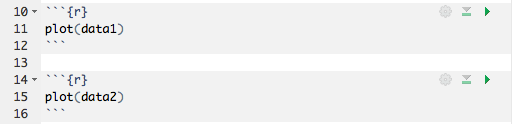 10 ```{r}
11 plot(data1)
12 ```
13
14 ```{r}
15 plot(data2)
16 ```